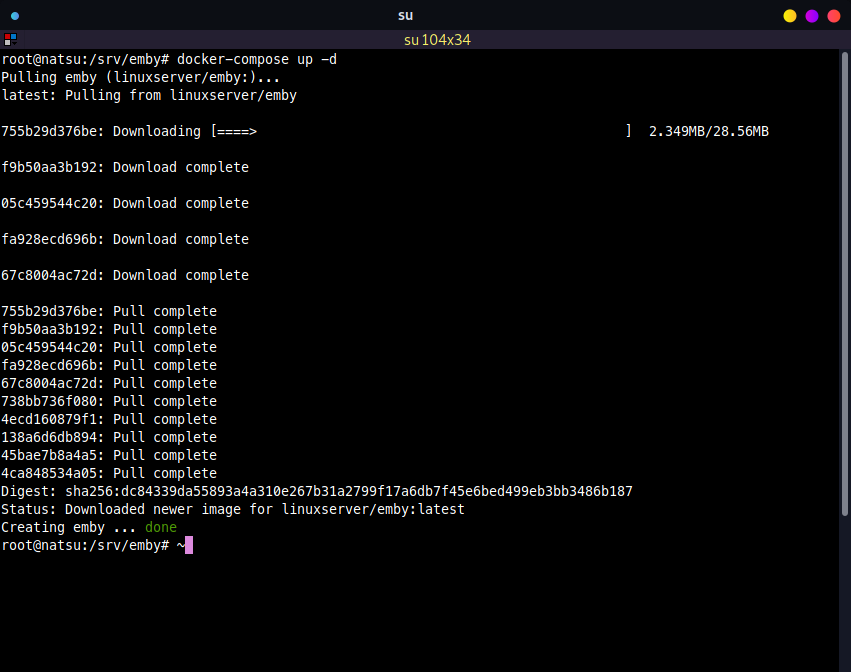 su
su 104x34
root@natsu:/srv/emby# docker-compose up -d
Pulling emby (linuxserver/emby:)...
latest: Pulling from linuxserver/emby
755b29d376be: Downloading [====>                                              ]  2.349MB/28.56MB
f9b50aa3b192: Download complete
05c459544c20: Download complete
fa928ecd696b: Download complete
67c8004ac72d: Download complete
755b29d376be: Pull complete
f9b50aa3b192: Pull complete
05c459544c20: Pull complete
fa928ecd696b: Pull complete
67c8004ac72d: Pull complete
738bb736f080: Pull complete
4ecd160879f1: Pull complete
138a6d6db894: Pull complete
45bae7b8a4a5: Pull complete
4ca848534a05: Pull complete
Digest: sha256:dc84339da55893a4a310e267b31a2799f17a6db7f45e6bed499eb3bb3486b187
Status: Downloaded newer image for linuxserver/emby:latest
Creating emby ... done
root@natsu:/srv/emby# ~